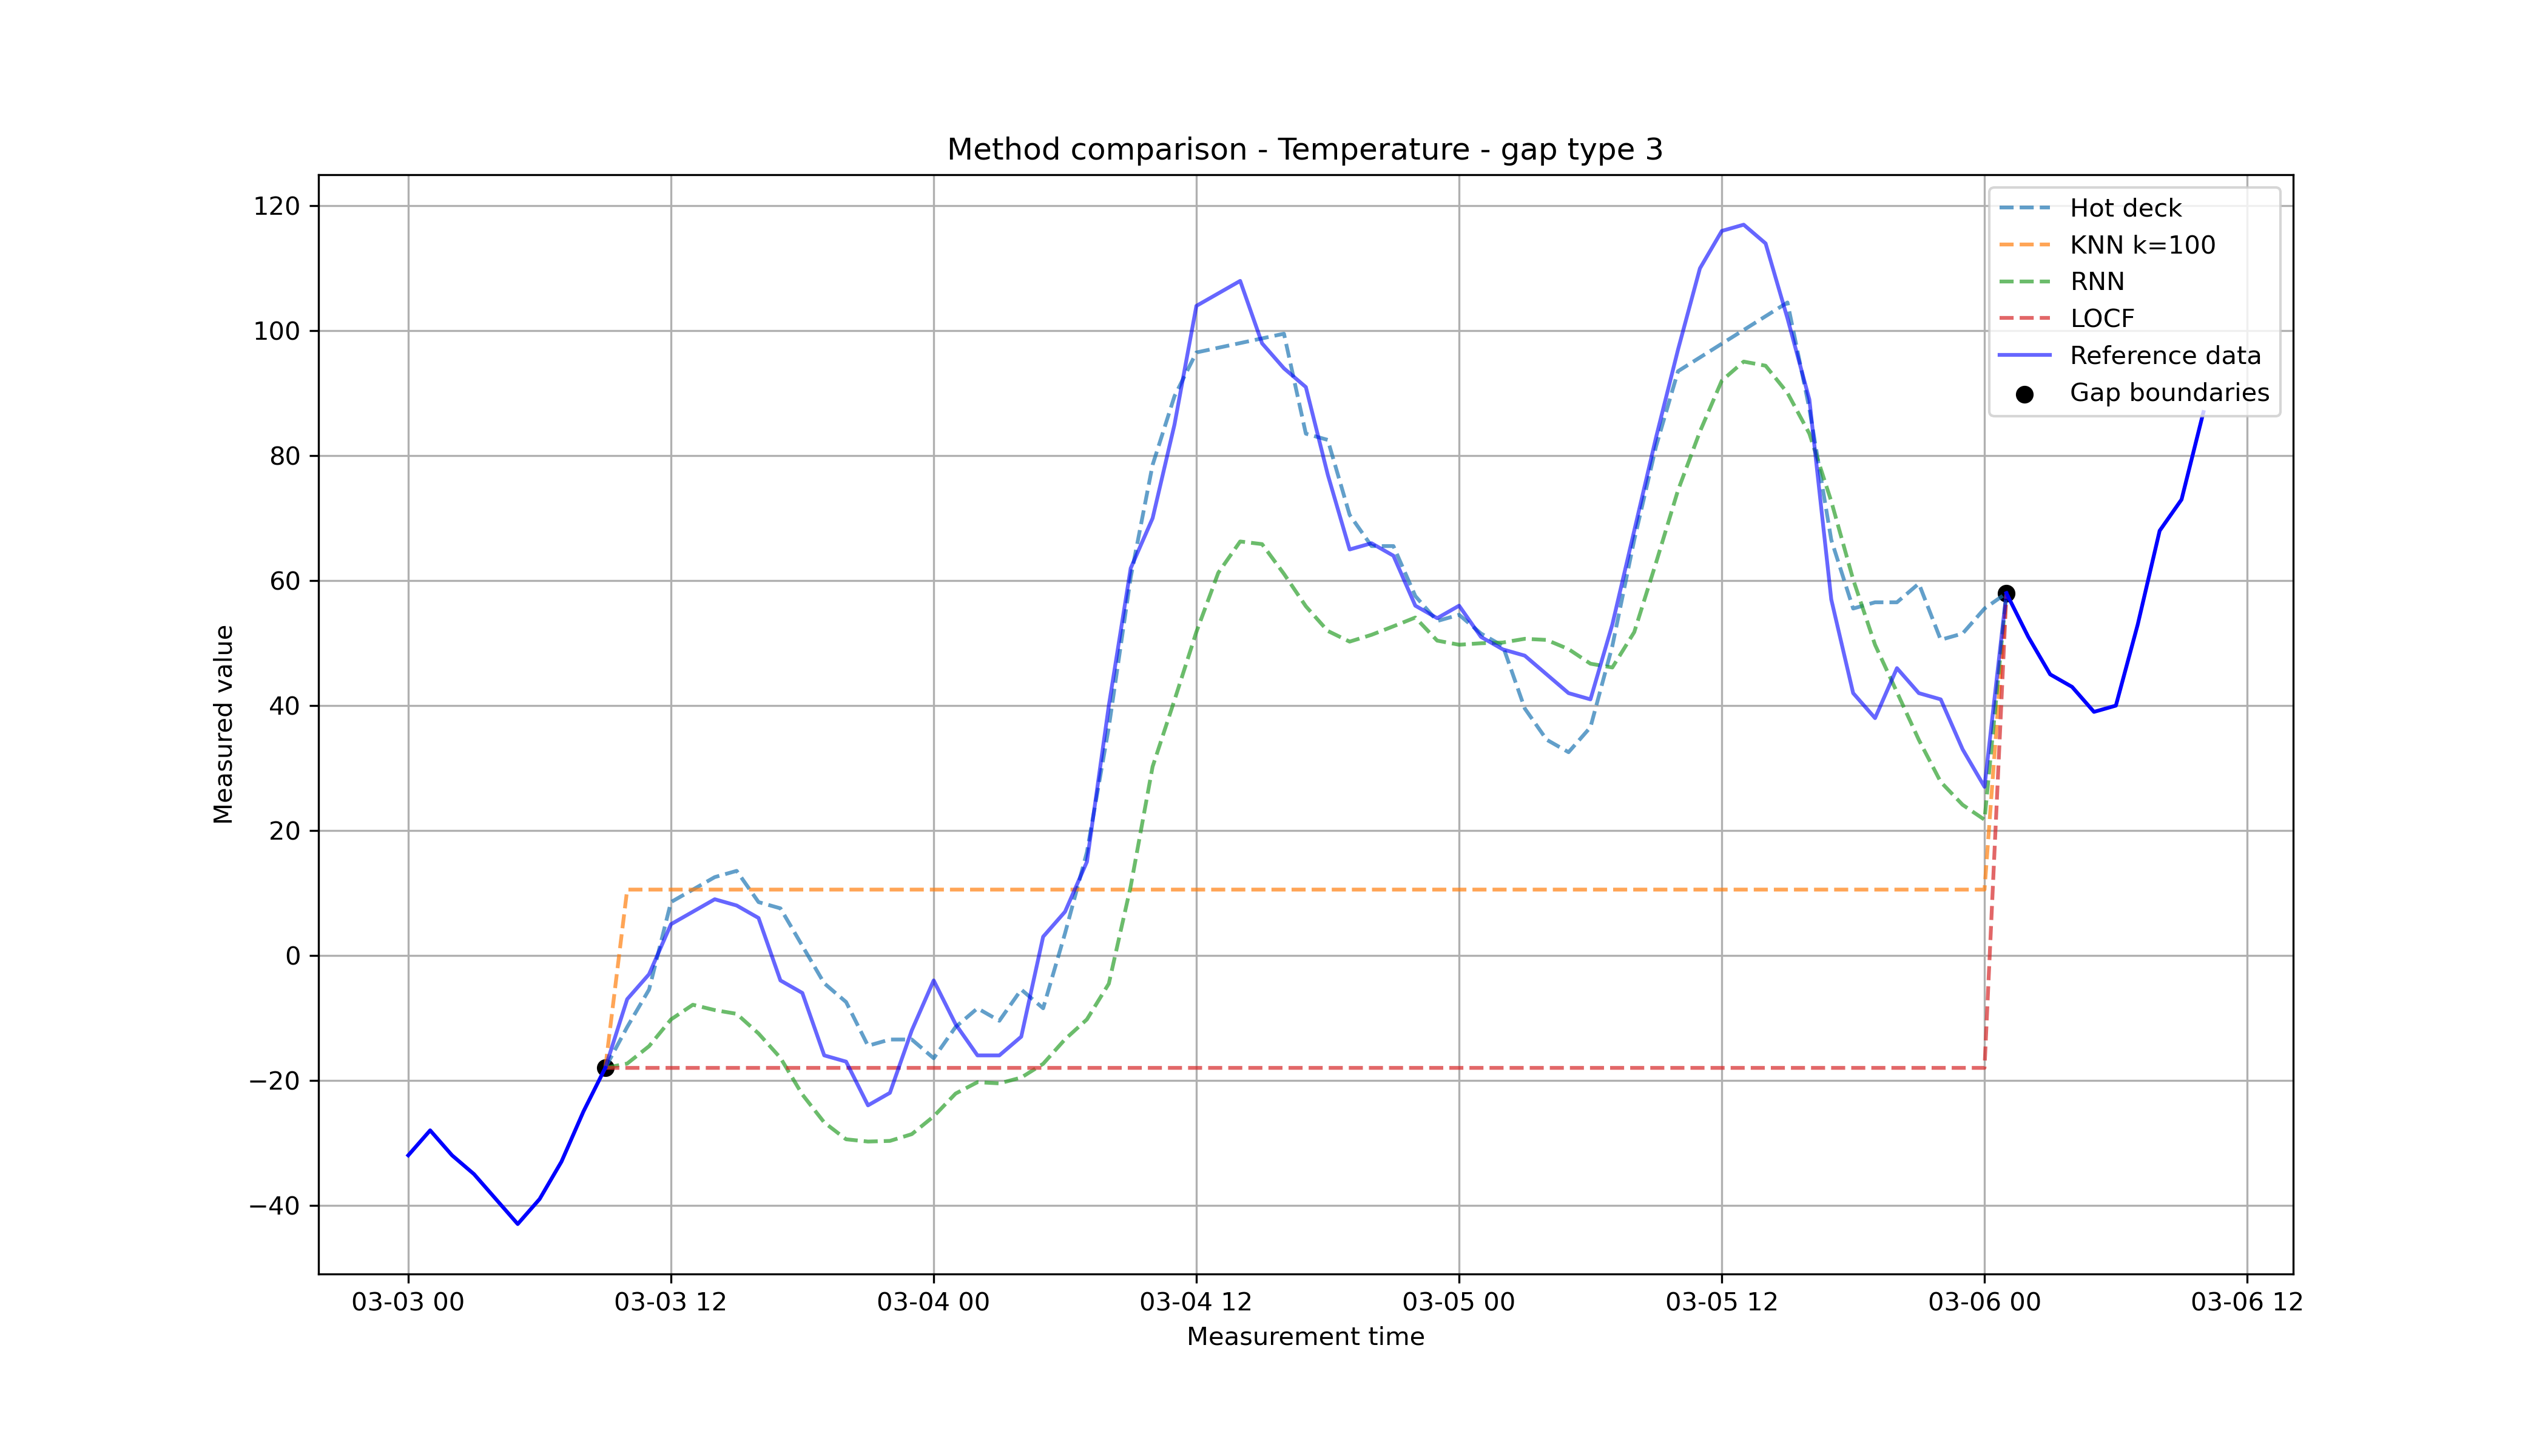 Method comparison - Temperature - gap type 3
120
100
80
60
40
20
0
−20
−40
Measured value
03-03 00
03-03 12
03-04 00
03-04 12
03-05 00
03-05 12
03-06 00
03-06 12
Measurement time
Hot deck
KNN k=100
RNN
LOCF
Reference data
Gap boundaries